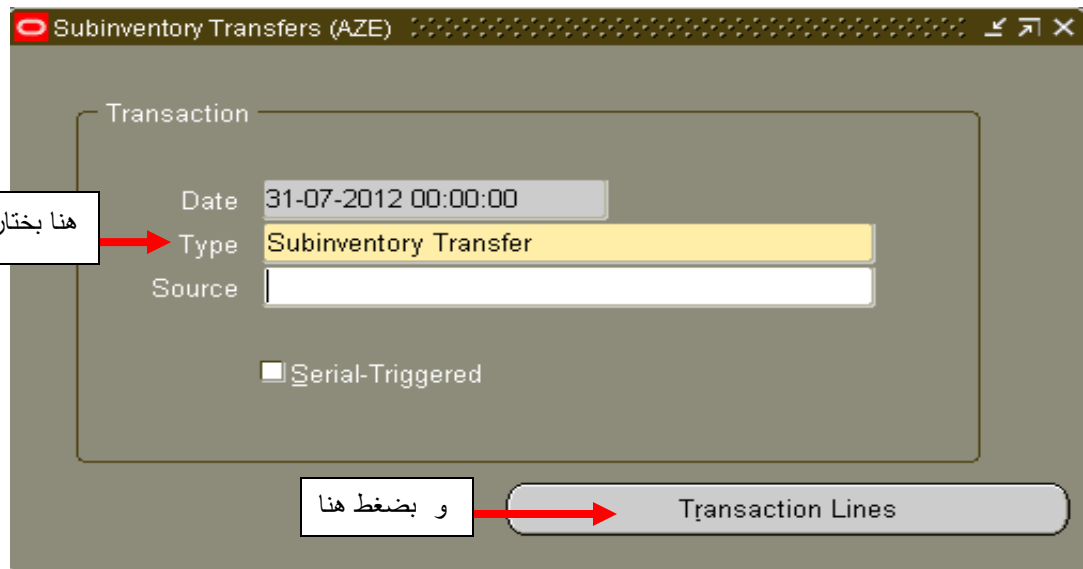 Subinventory Transfers (AZE)
Transaction
Date 31-07-2012 00:00:00
هنا بختار
Type Subinventory Transfer
Source
Serial-Triggered
و بضغط هنا
Transaction Lines